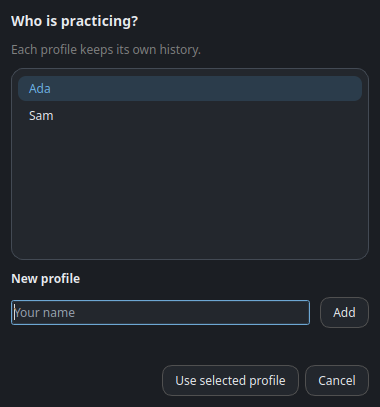 Who is practicing?
Each profile keeps its own history.
Ada
Sam
New profile
Your name
Add
Use selected profile
Cancel